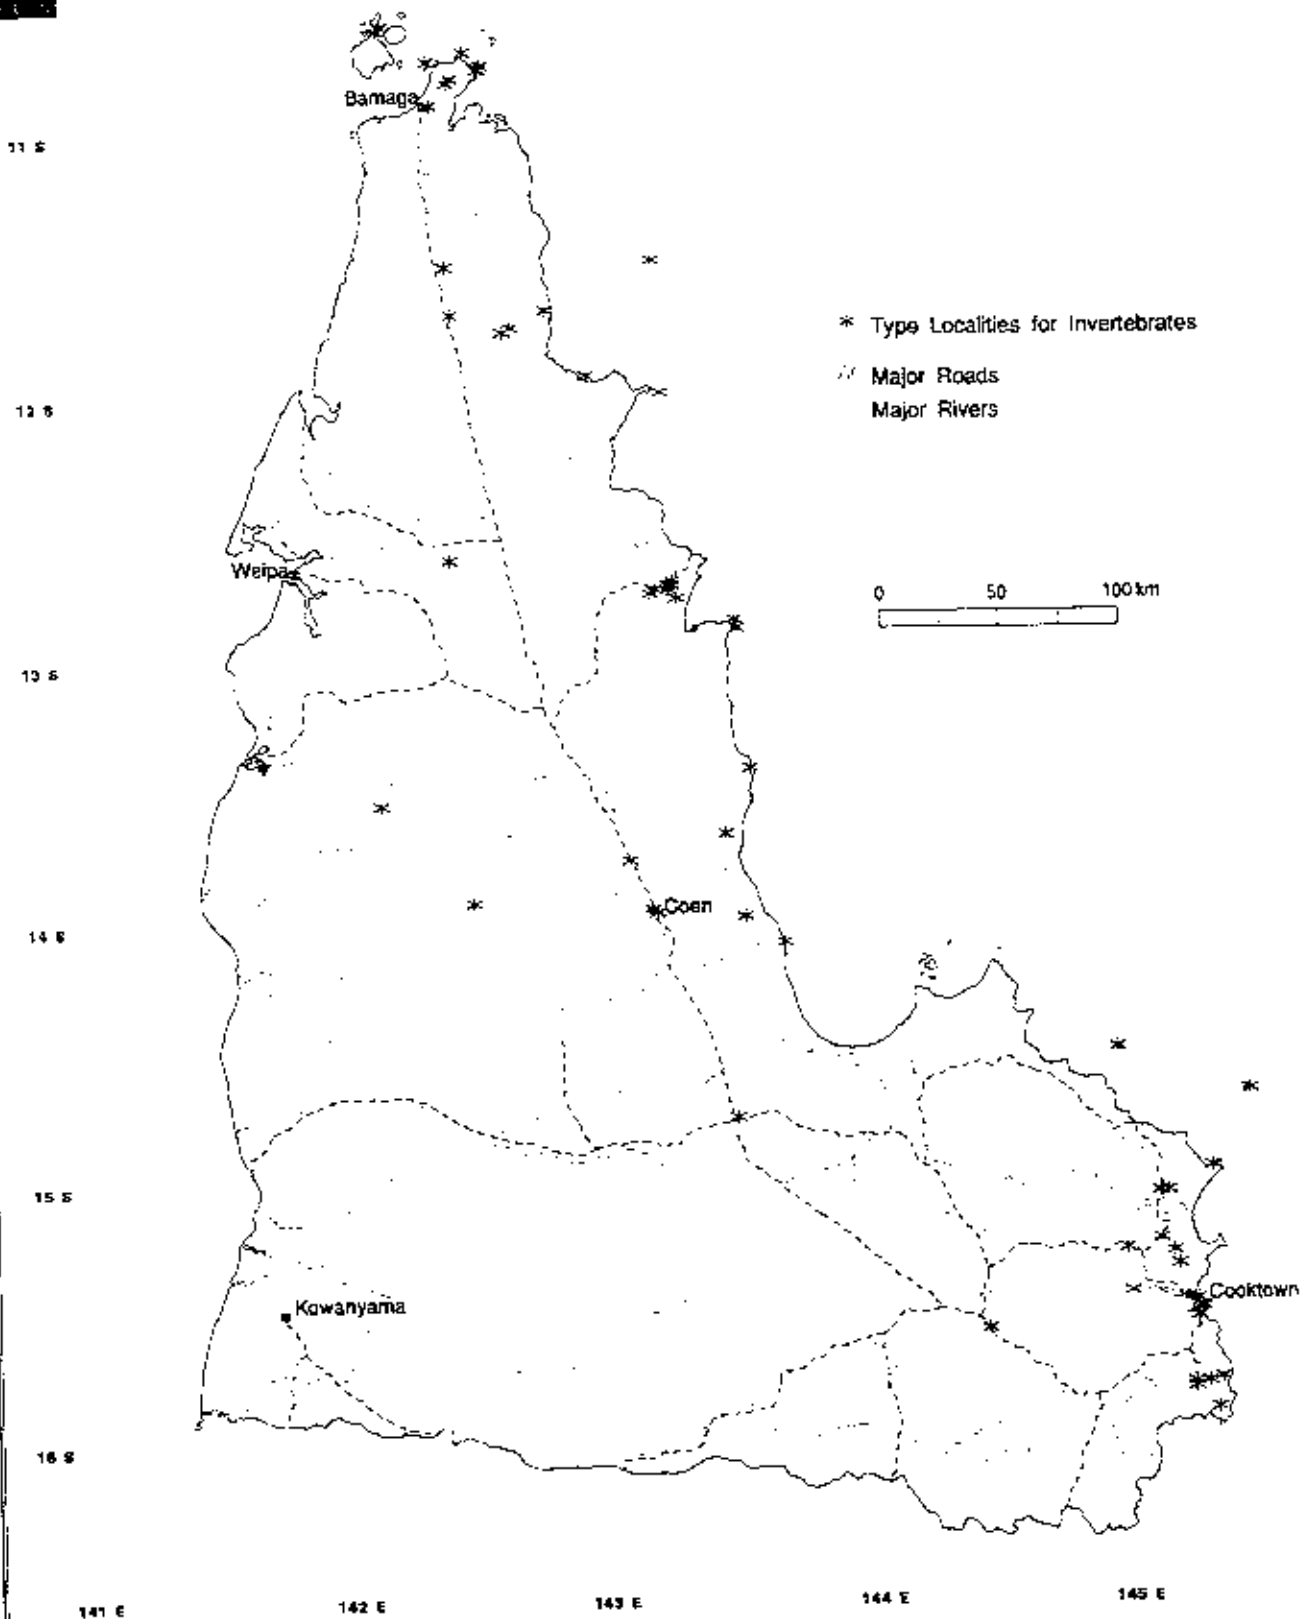 Bamaga
11 S
* Type Localities for Invertebrates
Major Roads
12 S
Major Rivers
Weipa
0 50 100 km
13 S
Coen
14 S
15 S
Cooktown
Kowanyama
16 S
141 E 142 E 143 E 144 E 145 E